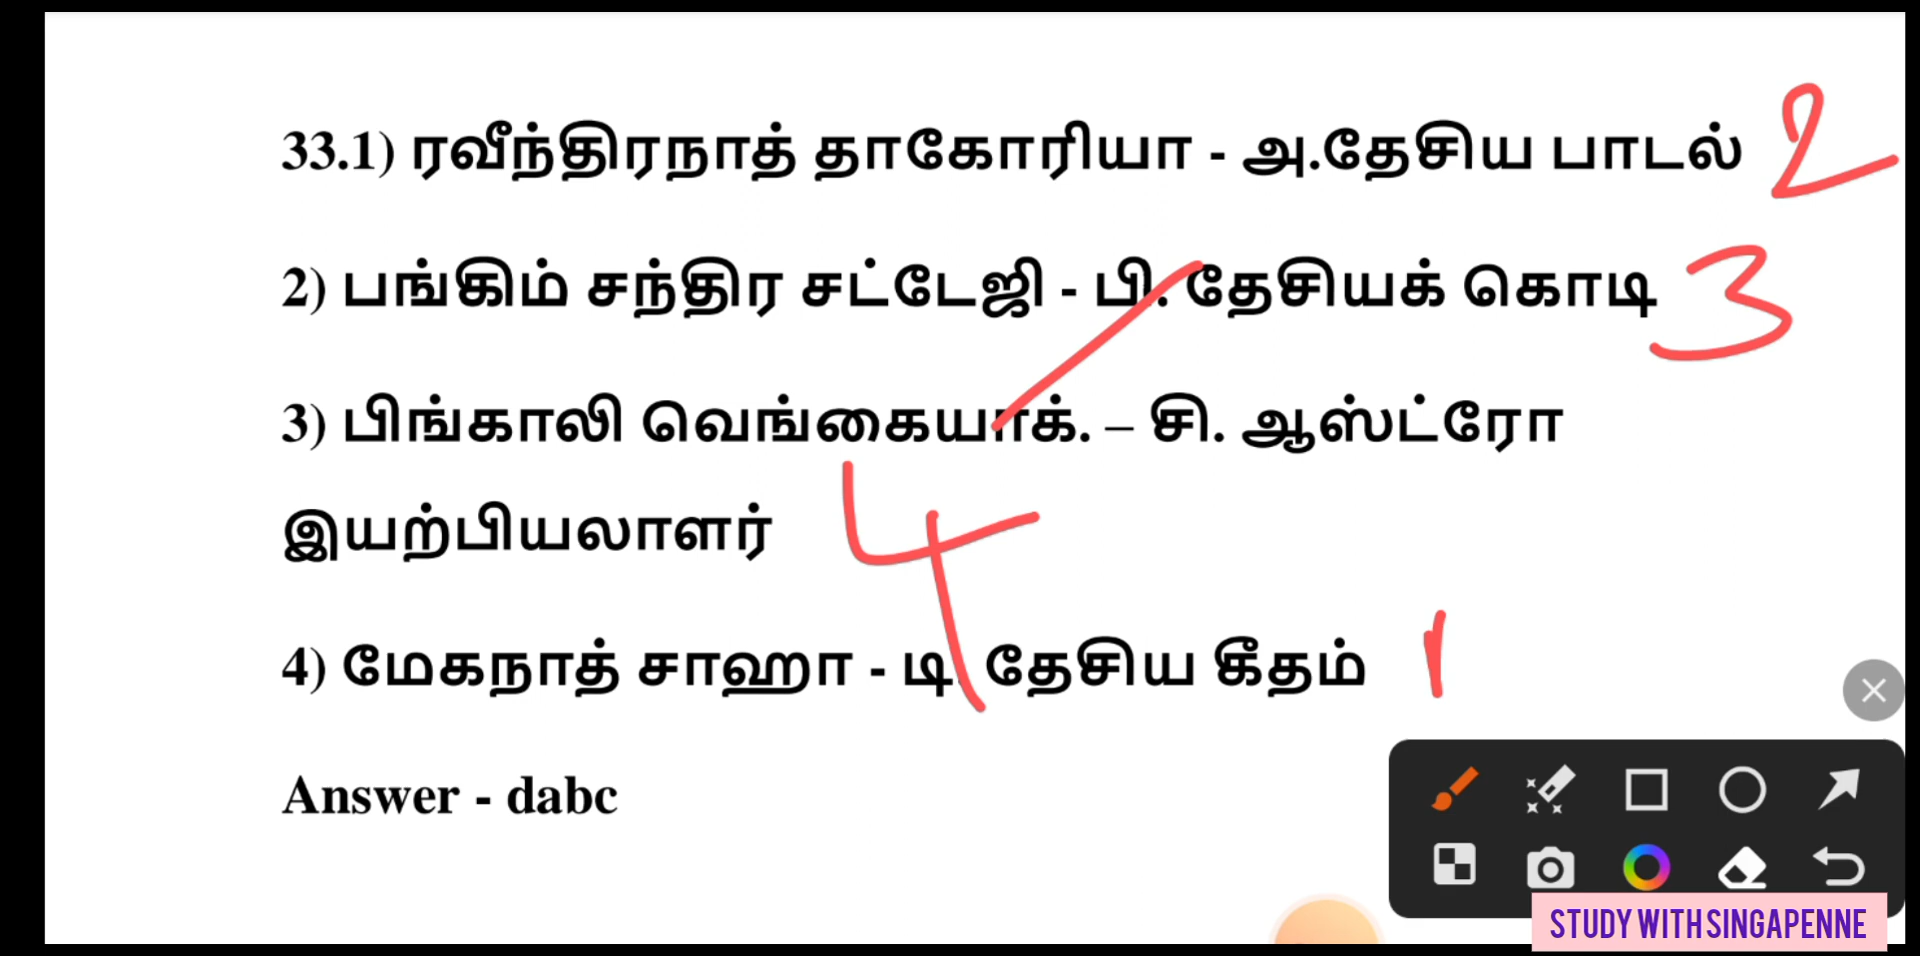 33.1) ரவீந்திரநாத் தாகோரியா - அ.தேசிய பாடல் 2
2) பங்கிம் சந்திர சட்டேஜி - பி. தேசியக் கொடி 3
3) பிங்காலி வெங்கையாக். – சி. ஆஸ்ட்ரோ
இயற்பியலாளர் 4
4) மேகநாத் சாஹா - டி. தேசிய கீதம் 1
Answer - dabc
STUDY WITH SINGAPENNE